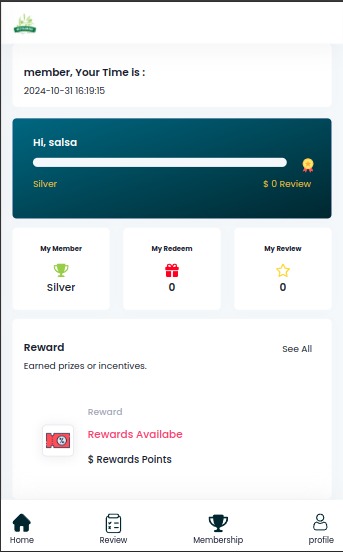 member, Your Time is :
2024-10-31 16:19:15
Hi, salsa
Silver
$ 0 Review
My Member
Silver
My Redeem
0
My Review
0
Reward
See All
Earned prizes or incentives.
Reward
Rewards Availabe
$ Rewards Points
Home
Review
Membership
profile